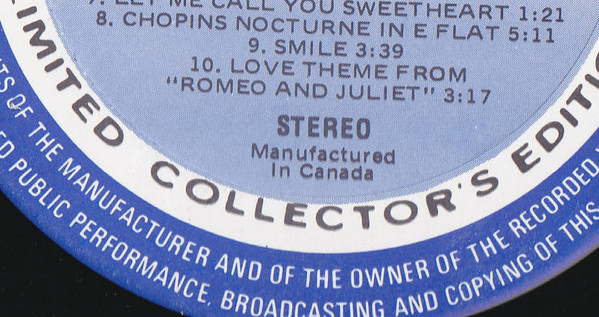 7. LET ME CALL YOU SWEETHEART 1:21
8. CHOPINS NOCTURNE IN E FLAT 5:11
9. SMILE 3:39
10. LOVE THEME FROM
"ROMEO AND JULIET" 3:17
STEREO
Manufactured
In Canada
LIMITED COLLECTOR'S EDITIO
OF THE MANUFACTURER AND OF THE OWNER OF THE RECORDED
PUBLIC PERFORMANCE, BROADCASTING AND COPYING OF THIS